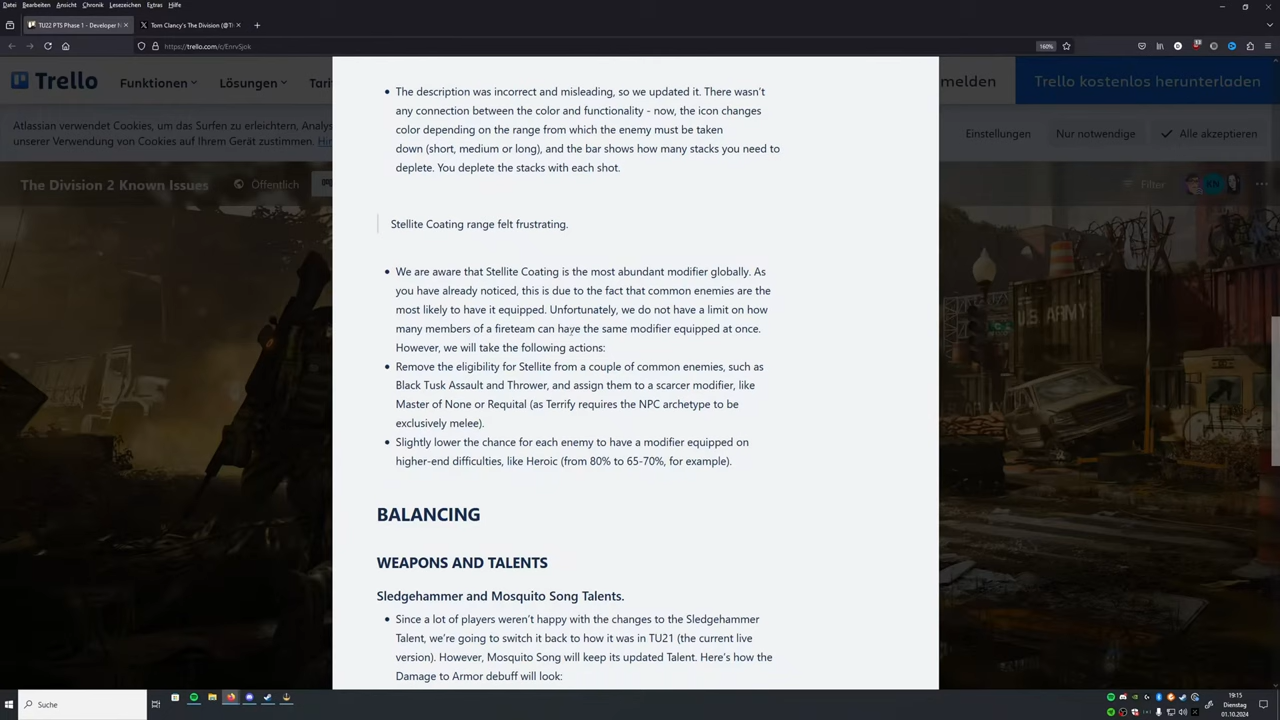 Datei Bearbeiten Ansicht Chronik Lesezeichen Extras Hilfe
TU22 PTS Phase 1 - Developer N
Tom Clancy's The Division (@T
https://trello.com/c/EnrvSjok
160%
Trello
Funktionen
Lösungen
Tari
melden
Trello kostenlos herunterladen
Atlassian verwendet Cookies, um das Surfen zu erleichtern, Analys
unserer Verwendung von Cookies auf Ihrem Gerät zustimmen.
Einstellungen
Nur notwendige
Alle akzeptieren
The Division 2 Known Issues
Öffentlich
Filter
KN
The description was incorrect and misleading, so we updated it. There wasn't
any connection between the color and functionality - now, the icon changes
color depending on the range from which the enemy must be taken
down (short, medium or long), and the bar shows how many stacks you need to
deplete. You deplete the stacks with each shot.
Stellite Coating range felt frustrating.
We are aware that Stellite Coating is the most abundant modifier globally. As
you have already noticed, this is due to the fact that common enemies are the
most likely to have it equipped. Unfortunately, we do not have a limit on how
many members of a fireteam can have the same modifier equipped at once.
However, we will take the following actions:
Remove the eligibility for Stellite from a couple of common enemies, such as
Black Tusk Assault and Thrower, and assign them to a scarcer modifier, like
Master of None or Requital (as Terrify requires the NPC archetype to be
exclusively melee).
Slightly lower the chance for each enemy to have a modifier equipped on
higher-end difficulties, like Heroic (from 80% to 65-70%, for example).
BALANCING
WEAPONS AND TALENTS
Sledgehammer and Mosquito Song Talents.
Since a lot of players weren't happy with the changes to the Sledgehammer
Talent, we're going to switch it back to how it was in TU21 (the current live
version). However, Mosquito Song will keep its updated Talent. Here's how the
Damage to Armor debuff will look:
U.S. ARMY
Suche
19:15
Dienstag
01.10.2024